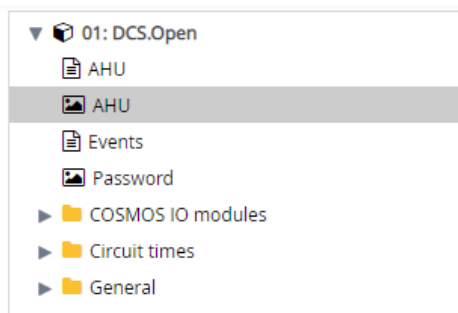 01: DCS.Open
AHU
AHU
Events
Password
COSMOS IO modules
Circuit times
General